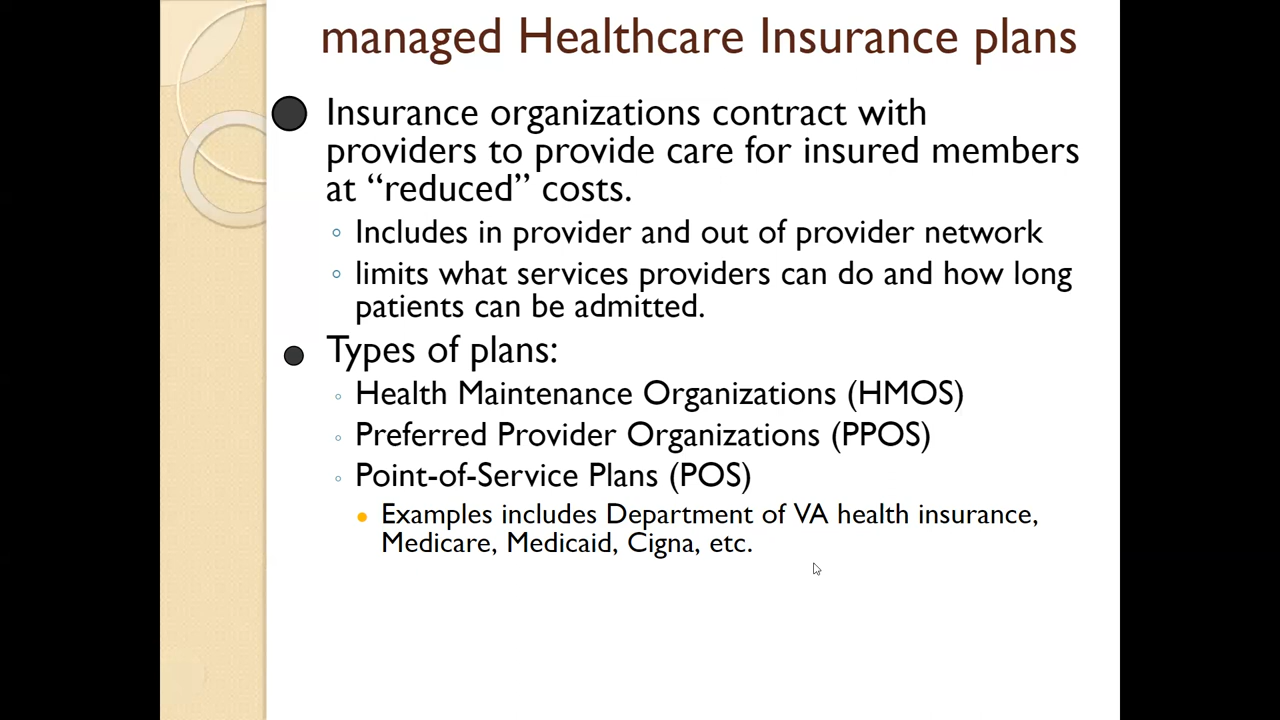 managed Healthcare Insurance plans
Insurance organizations contract with
providers to provide care for insured members
at “reduced” costs.
Includes in provider and out of provider network
limits what services providers can do and how long
patients can be admitted.
Types of plans:
Health Maintenance Organizations (HMOS)
Preferred Provider Organizations (PPOS)
Point-of-Service Plans (POS)
Examples includes Department of VA health insurance,
Medicare, Medicaid, Cigna, etc.